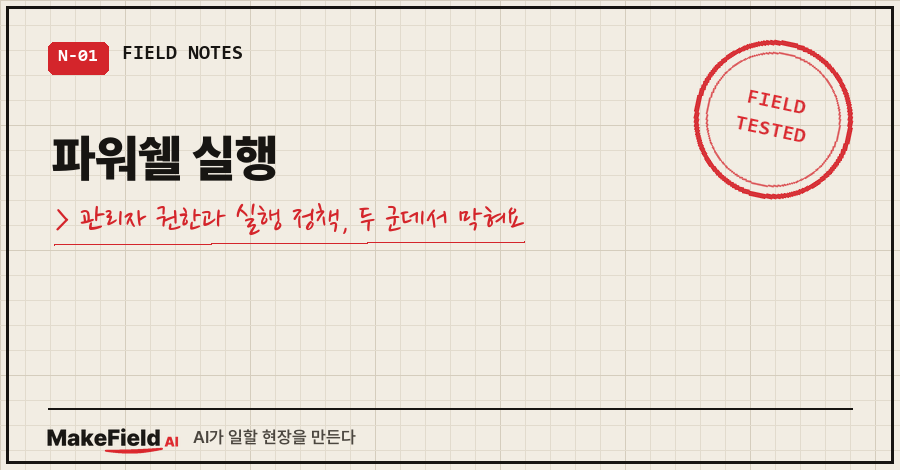 N-01 FIELD NOTES
FIELD
TESTED
파워쉘 실행
> 관리자 권한과 실행 정책, 두 군데서 막혀요
MakeField AI AI가 일할 현장을 만든다